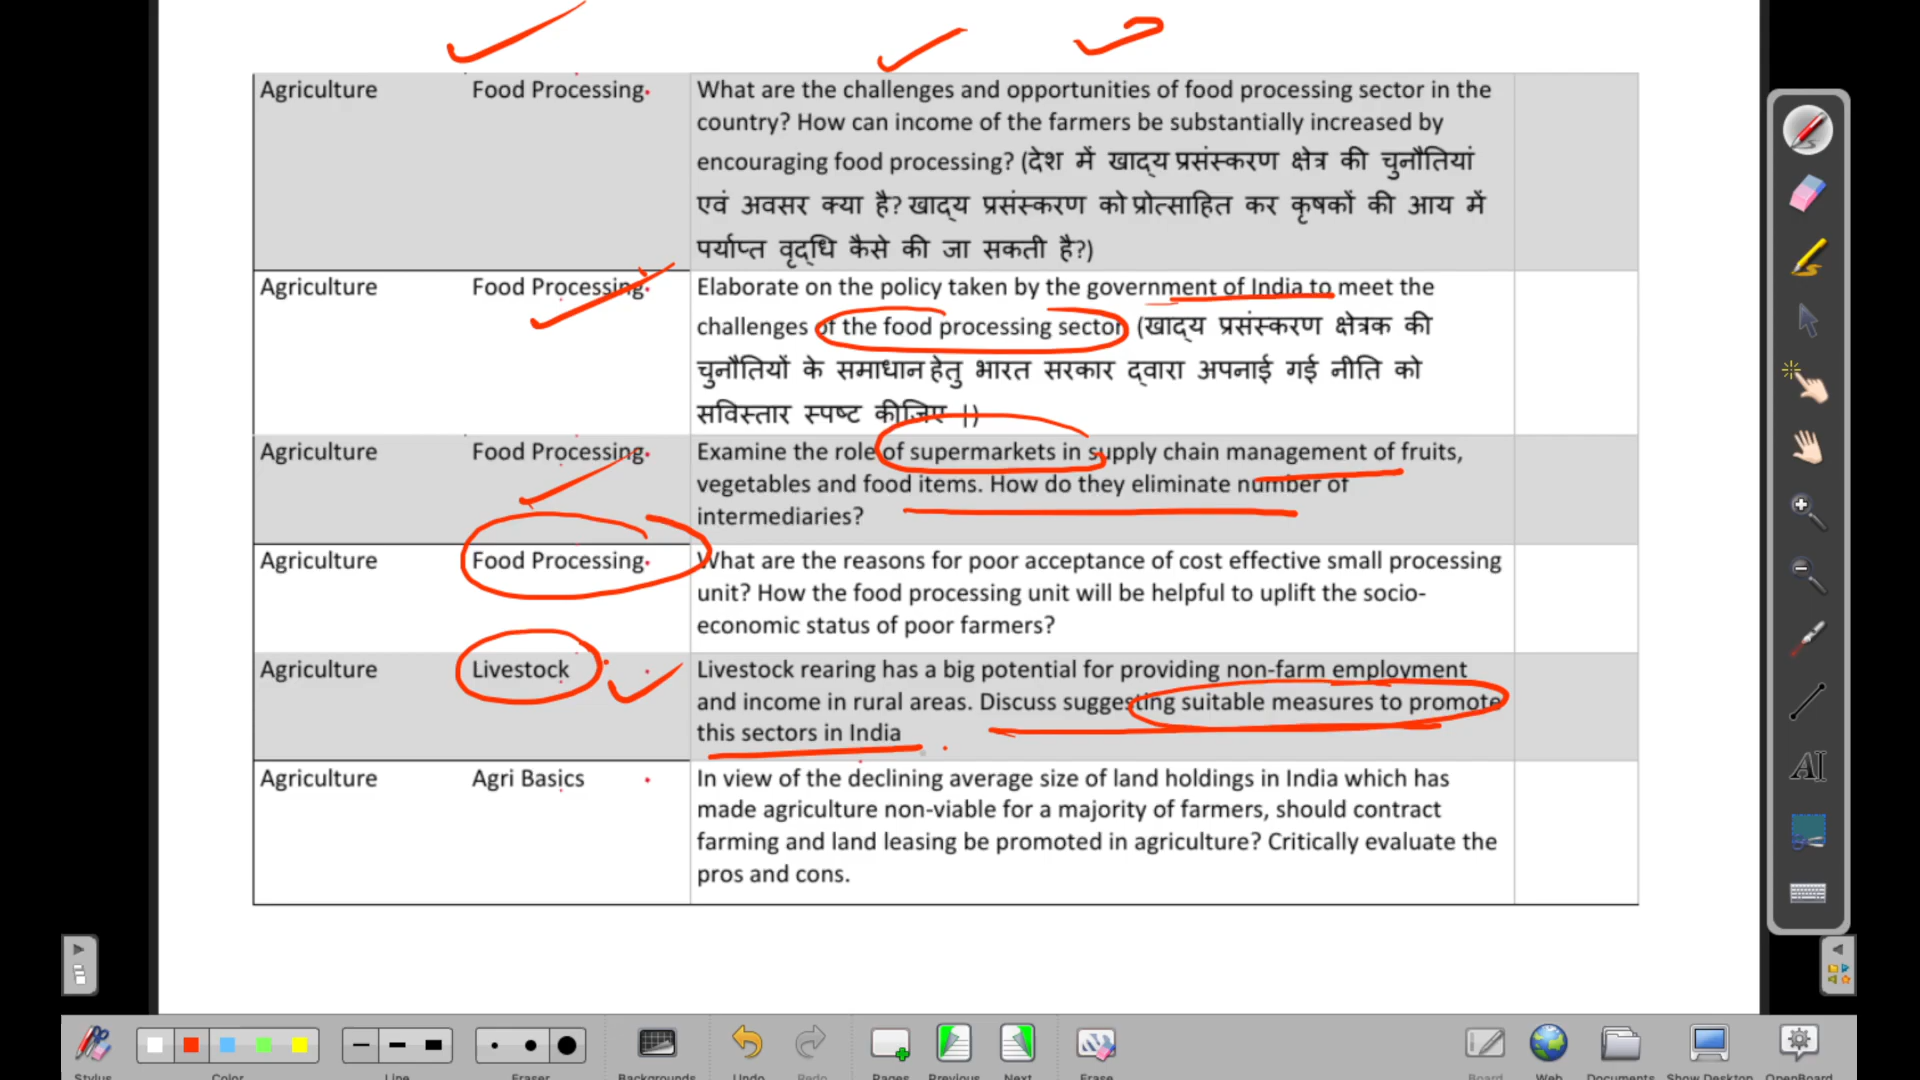 Agriculture Food Processing What are the challenges and opportunities of food processing sector in the
country? How can income of the farmers be substantially increased by
encouraging food processing? (देश में खाद्य प्रसंस्करण क्षेत्र की चुनौतियां
एवं अवसर क्या है? खाद्य प्रसंस्करण को प्रोत्साहित कर कृषकों की आय में
पर्याप्त वृद्धि कैसे की जा सकती है?)
Agriculture Food Processing Elaborate on the policy taken by the government of India to meet the
challenges of the food processing sector (खाद्य प्रसंस्करण क्षेत्रक की
चुनौतियों के समाधान हेतु भारत सरकार द्वारा अपनाई गई नीति को
सविस्तार स्पष्ट कीजिए |)
Agriculture Food Processing Examine the role of supermarkets in supply chain management of fruits,
vegetables and food items. How do they eliminate number of
intermediaries?
Agriculture Food Processing What are the reasons for poor acceptance of cost effective small processing
unit? How the food processing unit will be helpful to uplift the socio-
economic status of poor farmers?
Agriculture Livestock Livestock rearing has a big potential for providing non-farm employment
and income in rural areas. Discuss suggesting suitable measures to promote
this sectors in India
Agriculture Agri Basics In view of the declining average size of land holdings in India which has
made agriculture non-viable for a majority of farmers, should contract
farming and land leasing be promoted in agriculture? Critically evaluate the
pros and cons.
AI
Stylus Color Line Eraser Backgrounds Undo Redo Pages Previous Next Erase Board Web Documents Show Desktop OpenBoard